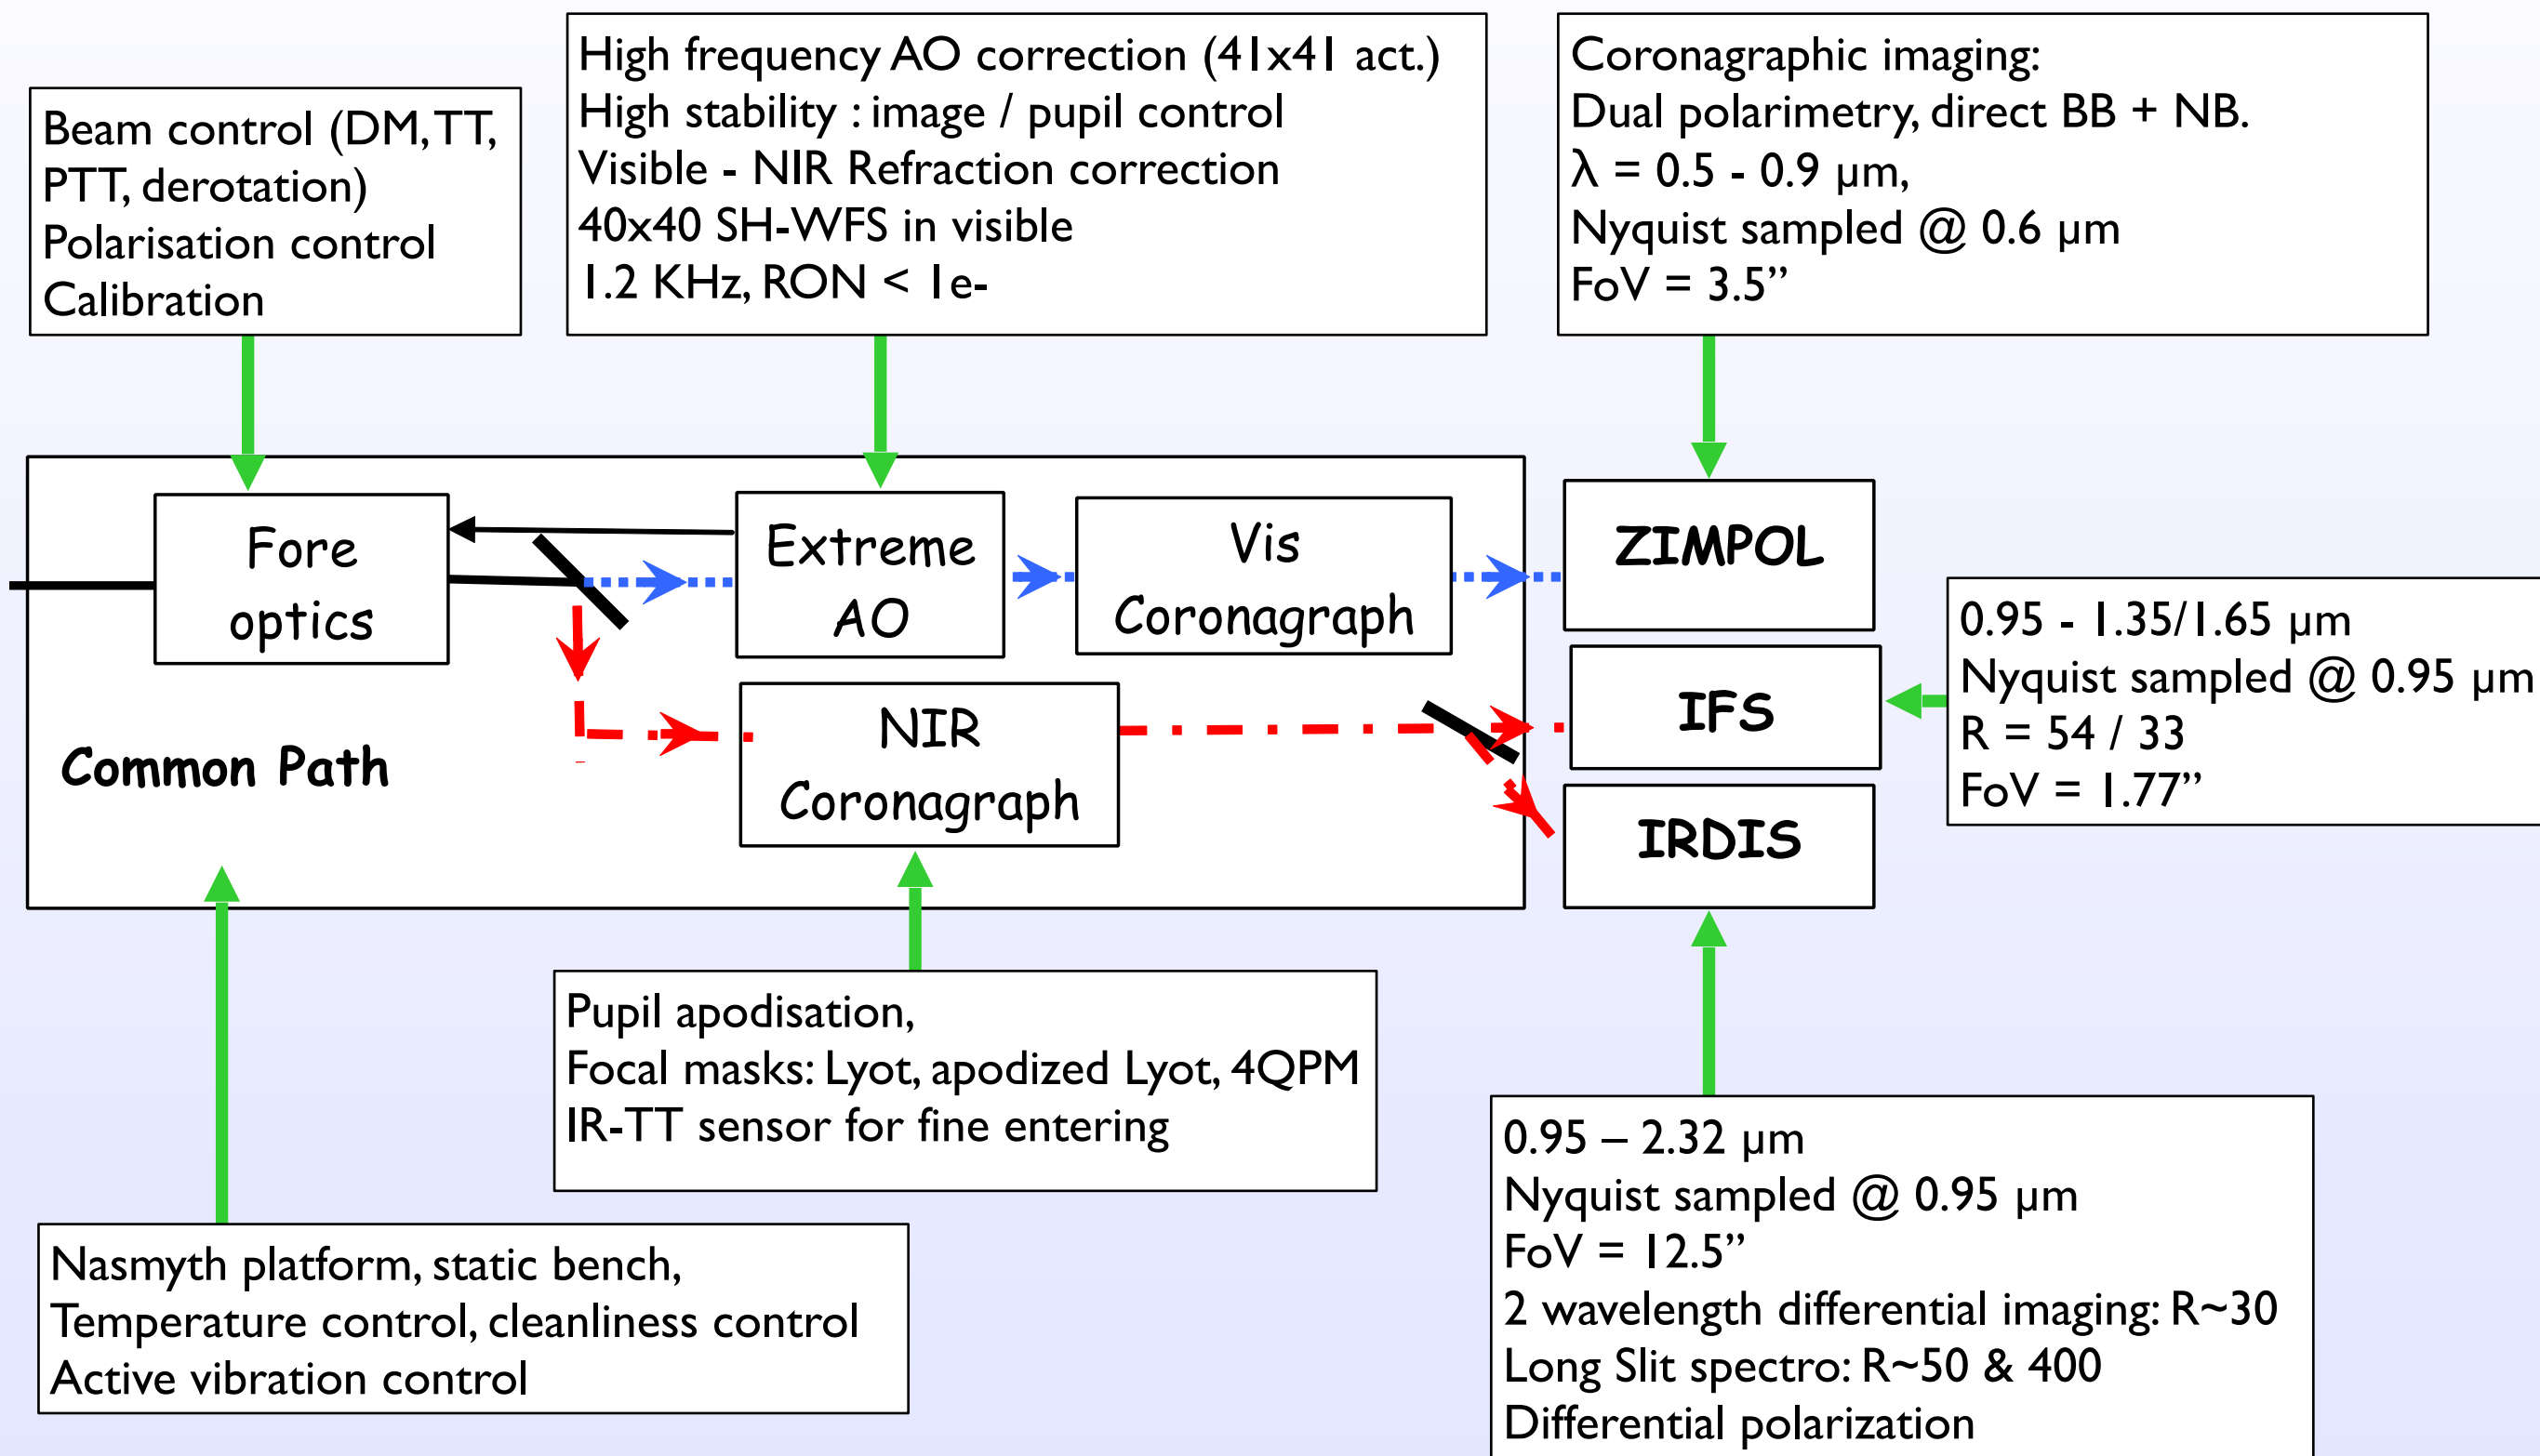 High frequency AO correction (41x41 act.)
High stability : image / pupil control
Visible - NIR Refraction correction
40x40 SH-WFS in visible
1.2 KHz, RON < 1e-
Coronagraphic imaging:
Dual polarimetry, direct BB + NB.
λ = 0.5 - 0.9 µm,
Nyquist sampled @ 0.6 µm
FoV = 3.5”
Beam control (DM, TT,
PTT, derotation)
Polarisation control
Calibration
Fore
optics
Extreme
AO
Vis
Coronagraph
ZIMPOL
0.95 - 1.35/1.65 µm
Nyquist sampled @ 0.95 µm
R = 54 / 33
FoV = 1.77”
IFS
NIR
Coronagraph
Common Path
IRDIS
Pupil apodisation,
Focal masks: Lyot, apodized Lyot, 4QPM
IR-TT sensor for fine entering
0.95 – 2.32 µm
Nyquist sampled @ 0.95 µm
FoV = 12.5”
2 wavelength differential imaging: R~30
Long Slit spectro: R~50 & 400
Differential polarization
Nasmyth platform, static bench,
Temperature control, cleanliness control
Active vibration control